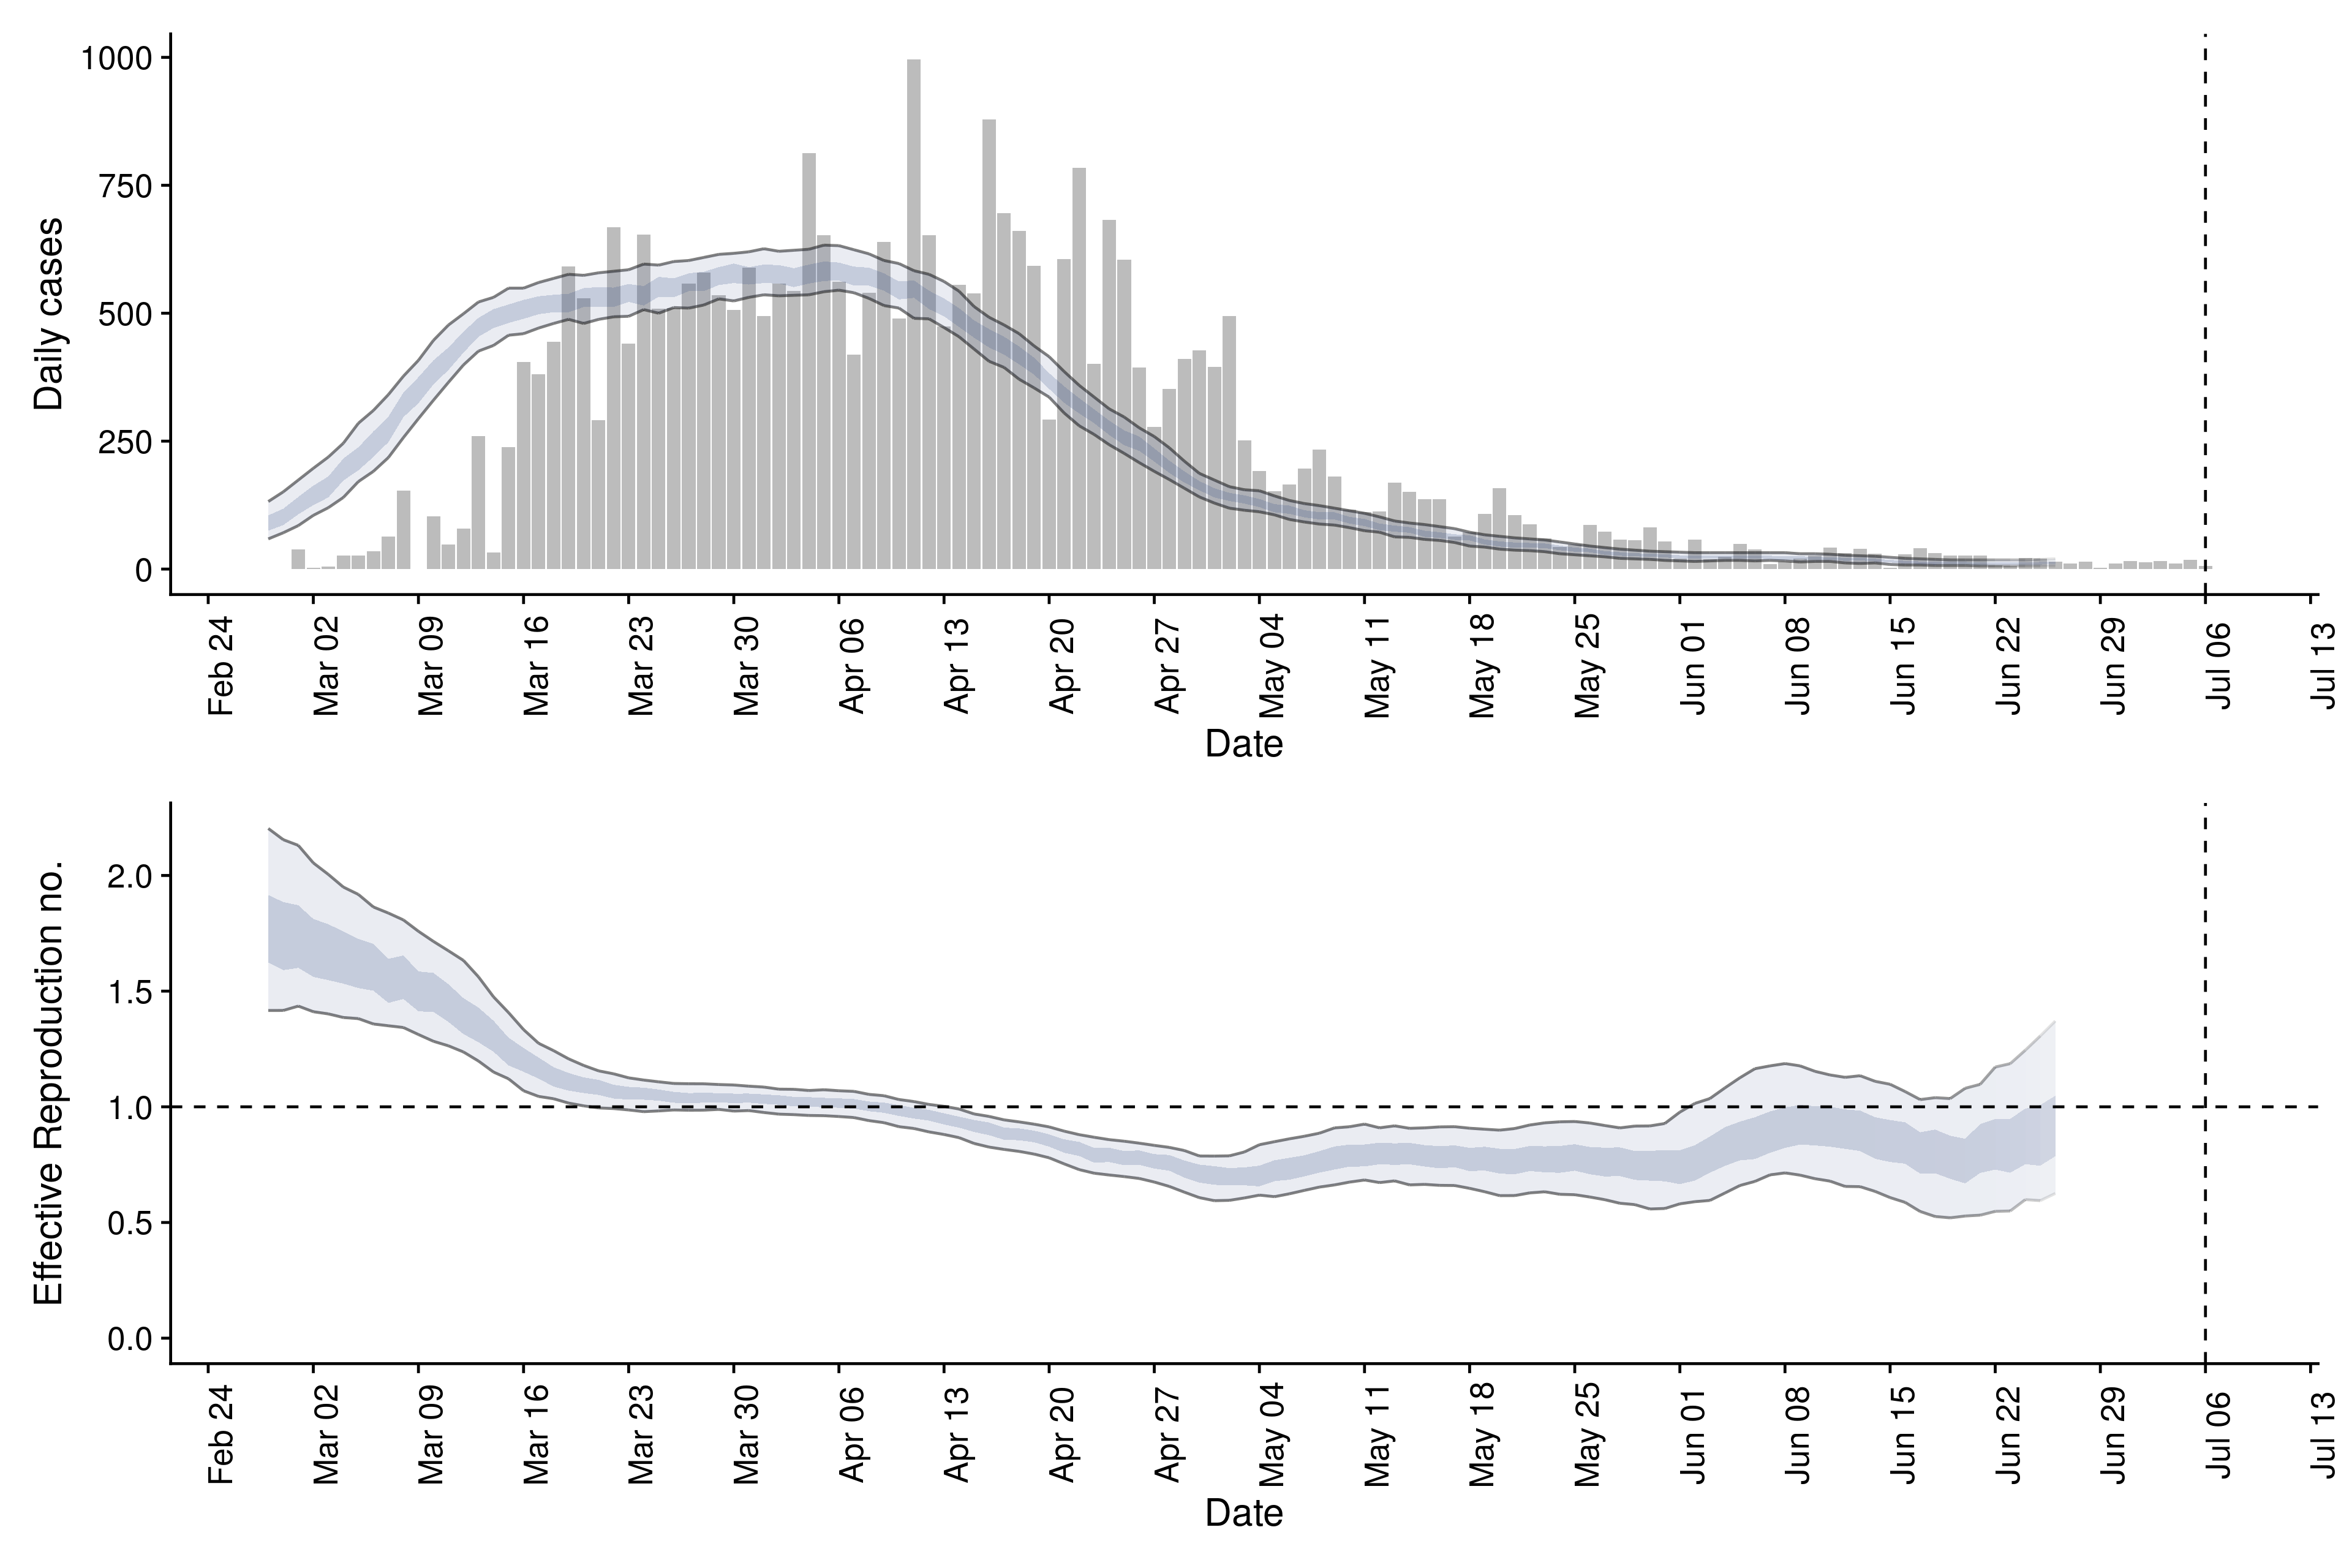 Daily cases
1000
750
500
250
0
Feb 24
Mar 02
Mar 09
Mar 16
Mar 23
Mar 30
Apr 06
Apr 13
Apr 20
Apr 27
May 04
May 11
May 18
May 25
Jun 01
Jun 08
Jun 15
Jun 22
Jun 29
Jul 06
Jul 13
Date
Effective Reproduction no.
2.0
1.5
1.0
0.5
0.0
Feb 24
Mar 02
Mar 09
Mar 16
Mar 23
Mar 30
Apr 06
Apr 13
Apr 20
Apr 27
May 04
May 11
May 18
May 25
Jun 01
Jun 08
Jun 15
Jun 22
Jun 29
Jul 06
Jul 13
Date